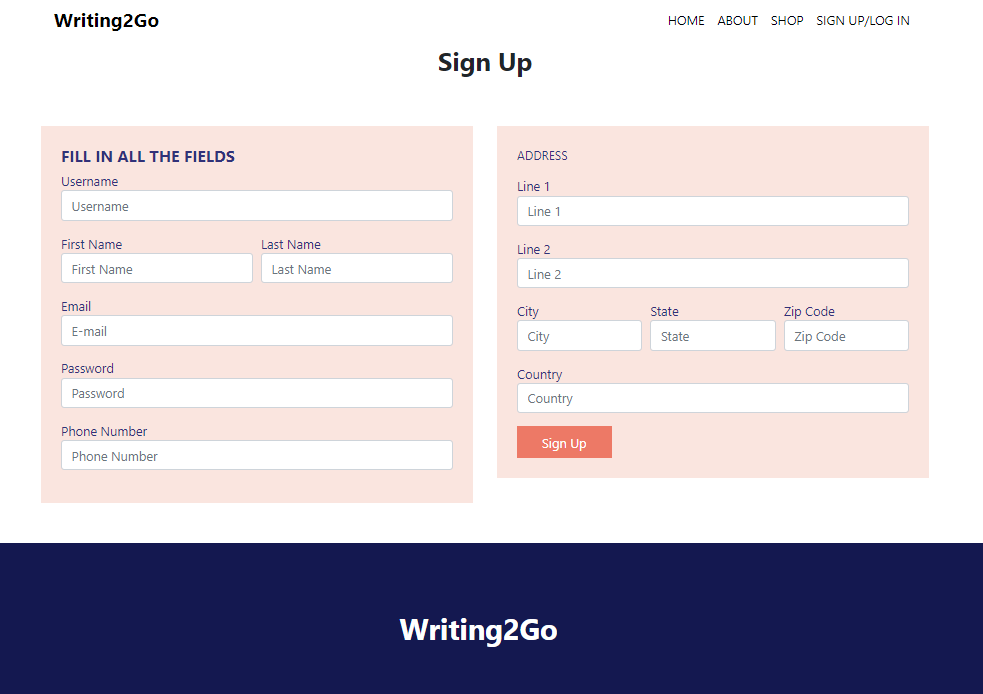 Writing2Go
HOME ABOUT SHOP SIGN UP/LOG IN
Sign Up
FILL IN ALL THE FIELDS
Username
Username
First Name Last Name
First Name Last Name
Email
E-mail
Password
Password
Phone Number
Phone Number
ADDRESS
Line 1
Line 1
Line 2
Line 2
City State Zip Code
City State Zip Code
Country
Country
Sign Up
Writing2Go